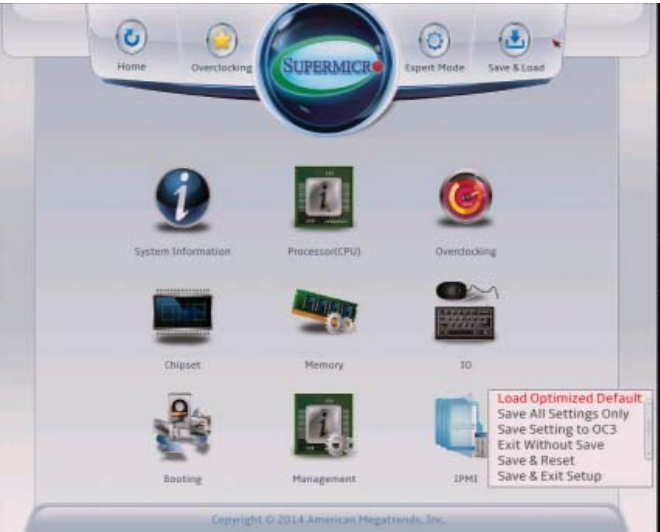 Home
Overclocking
SUPERMICR
Expert Mode
Save & Load
System Information
Processor(CPU)
Overclocking
Chipset
Memory
IO
Booting
Management
IPMI
Load Optimized Default
Save All Settings Only
Save Setting to OC3
Exit Without Save
Save & Reset
Save & Exit Setup
Copyright © 2014 American Megatrends, Inc.